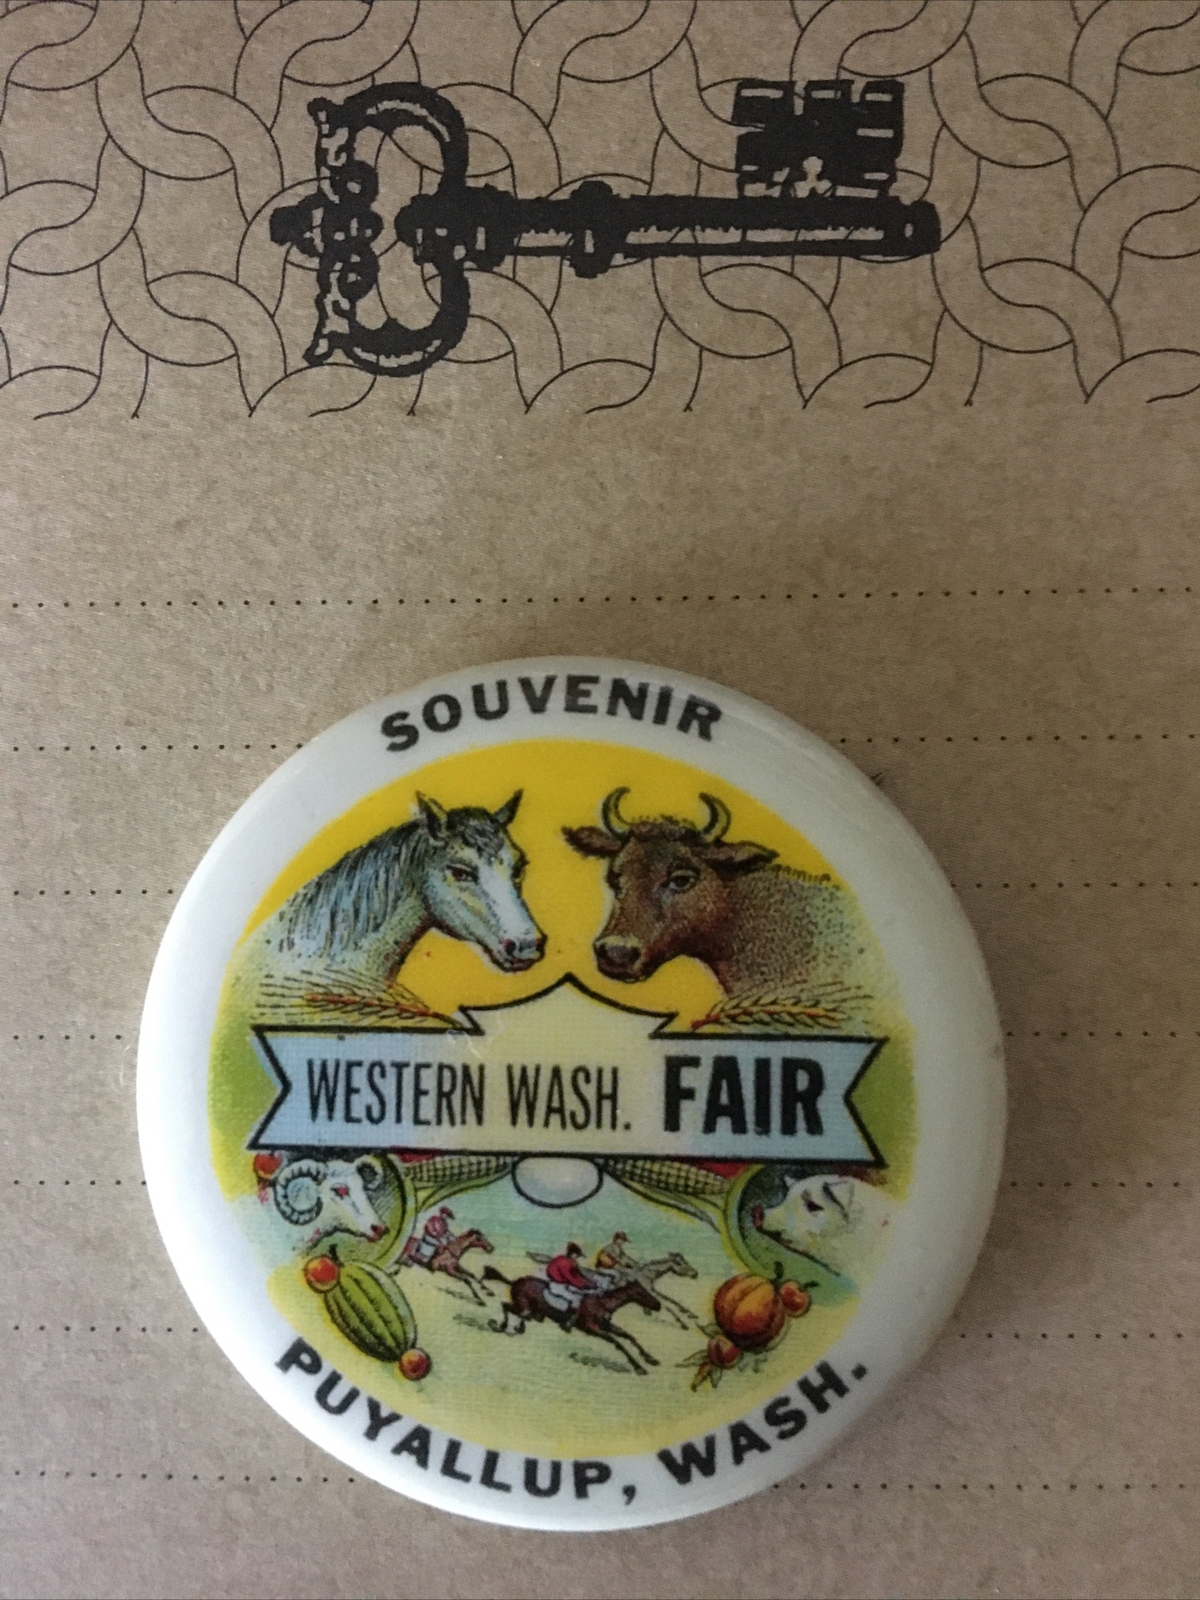 SOUVENIR
WESTERN WASH. FAIR
PUYALLUP, WASH.